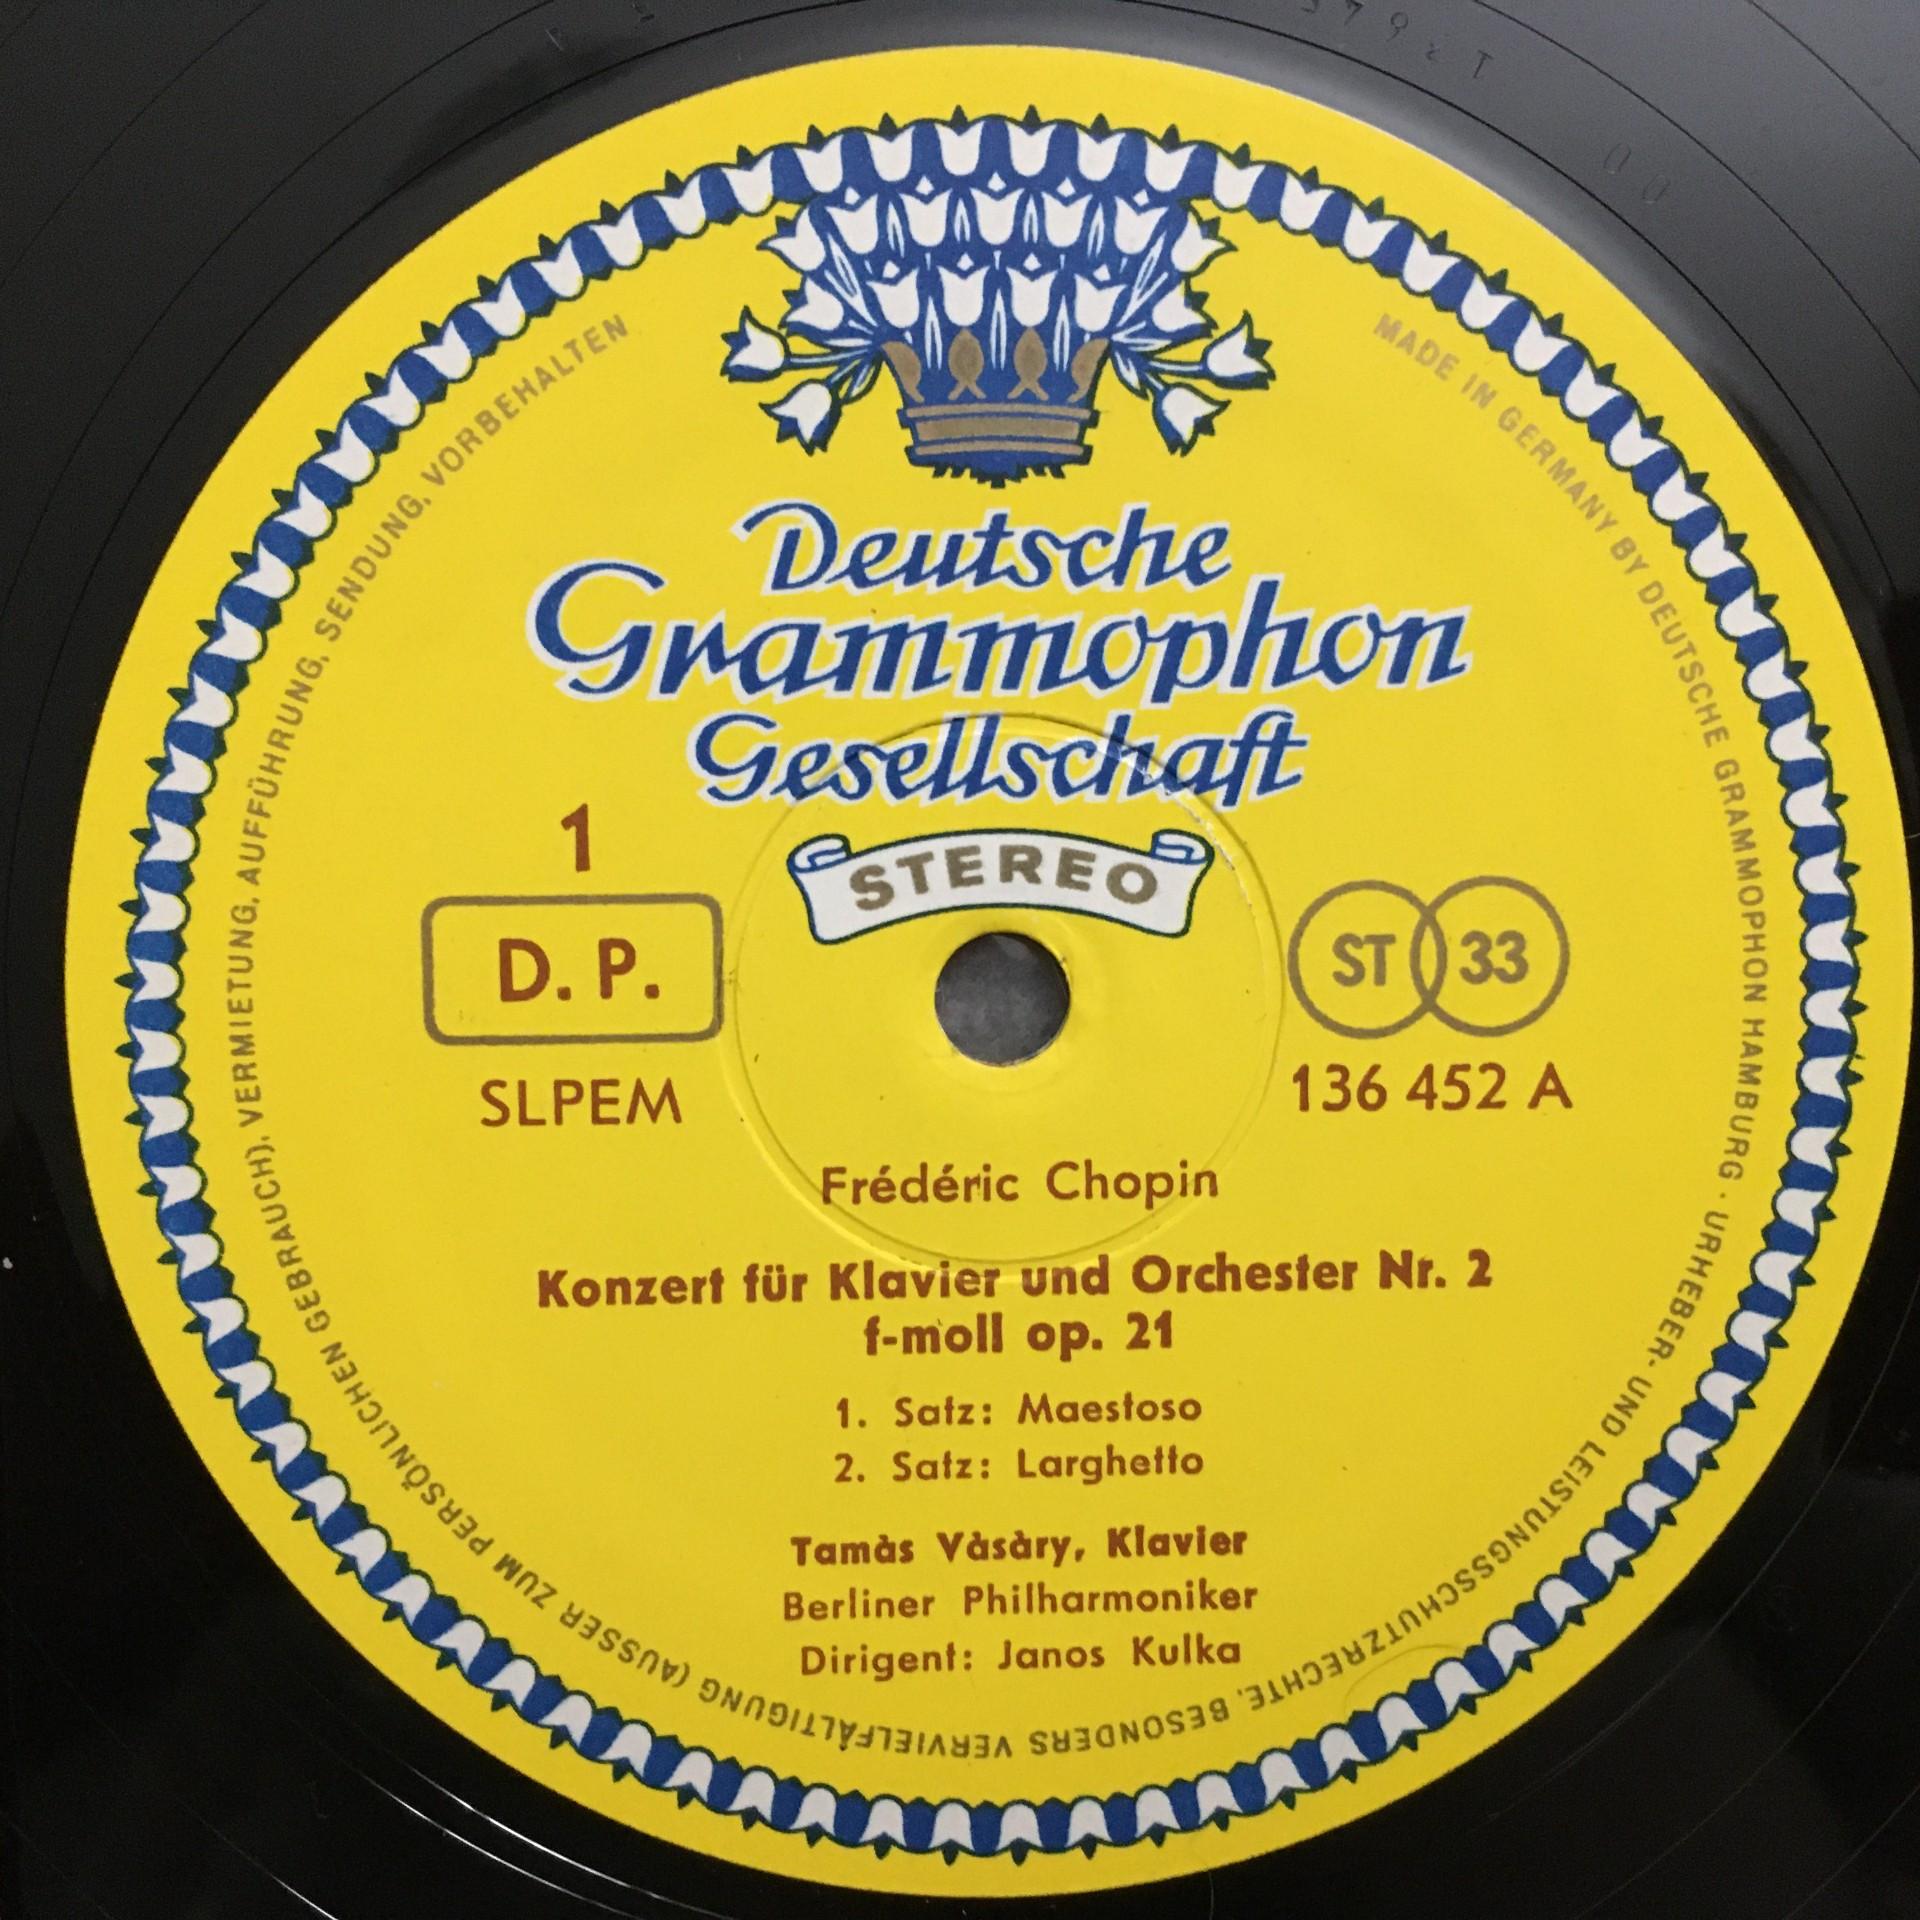 Deutsche
Grammophon
Gesellschaft
STEREO
1
D. P.
SLPEM
ST 33
136 452 A
Frédéric Chopin
Konzert für Klavier und Orchester Nr. 2
f-moll op. 21
1. Satz: Maestoso
2. Satz: Larghetto
Tamàs Vàsàry, Klavier
Berliner Philharmoniker
Dirigent: Janos Kulka
MADE IN GERMANY BY DEUTSCHE GRAMMOPHON HAMBURG · URHEBER- UND LEISTUNGSSCHUTZRECHTE, BESONDERS VERVIELFÄLTIGUNG (AUSSER ZUM PERSÖNLICHEN GEBRAUCH), VERMIETUNG, AUFFÜHRUNG, SENDUNG, VORBEHALTEN